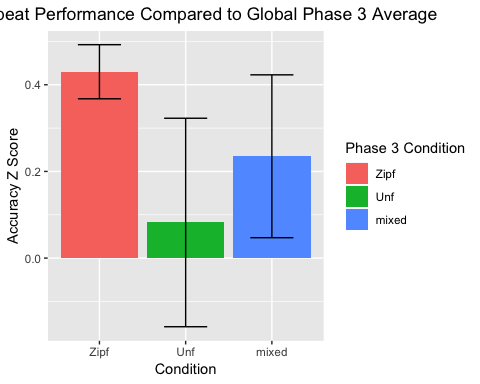 Performance Compared to Global Phase 3 Average
Accuracy Z Score
0.4
0.2
0.0
Zipf
Unf
mixed
Condition
Phase 3 Condition
Zipf
Unf
mixed